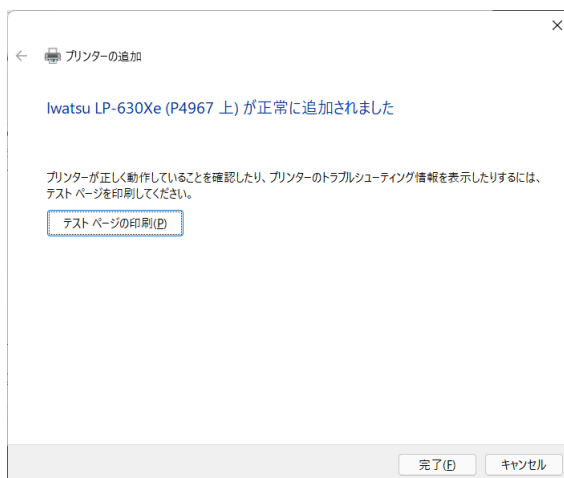 プリンターの追加
Iwatsu LP-630Xe (P4967 上) が正常に追加されました
プリンターが正しく動作していることを確認したり、プリンターのトラブルシューティング情報を表示したりするには、
テスト ページを印刷してください。
テスト ページの印刷(P)
完了(F)
キャンセル